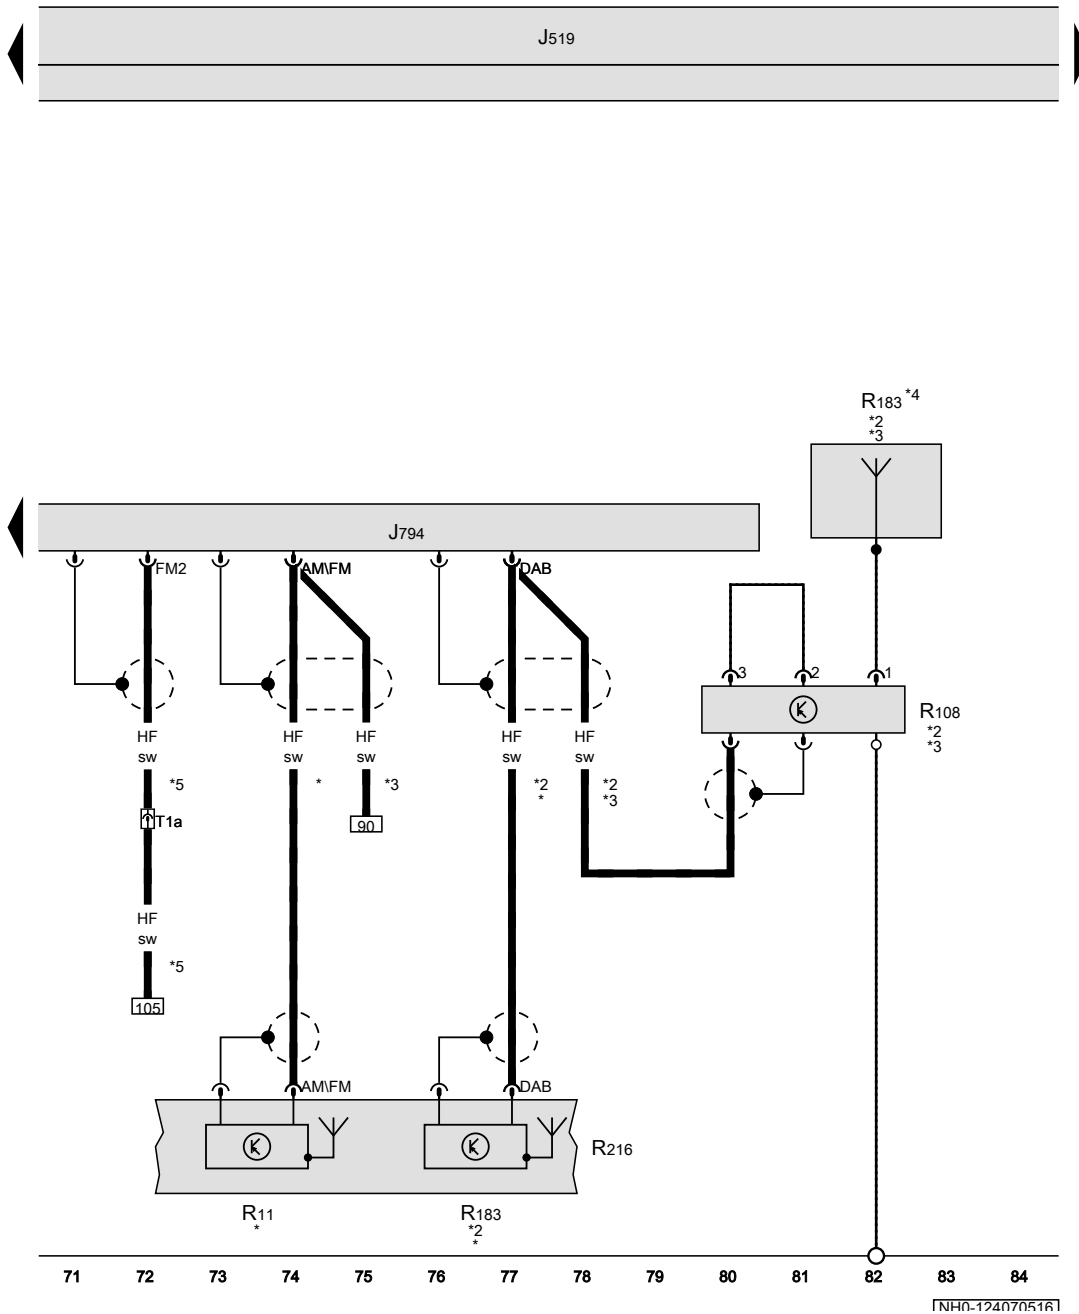 J519
R183 *4
*2
*3
J794
FM2 AM\FM DAB
3 2 1
R108
*2
*3
HF HF HF HF HF
sw sw sw sw sw
*5 * *3 *2 *2
* *3
T1a
90
HF
sw
*5
105
AM\FM DAB
R216
R11 R183
* *2
*
71 72 73 74 75 76 77 78 79 80 81 82 83 84
NH0-124070516